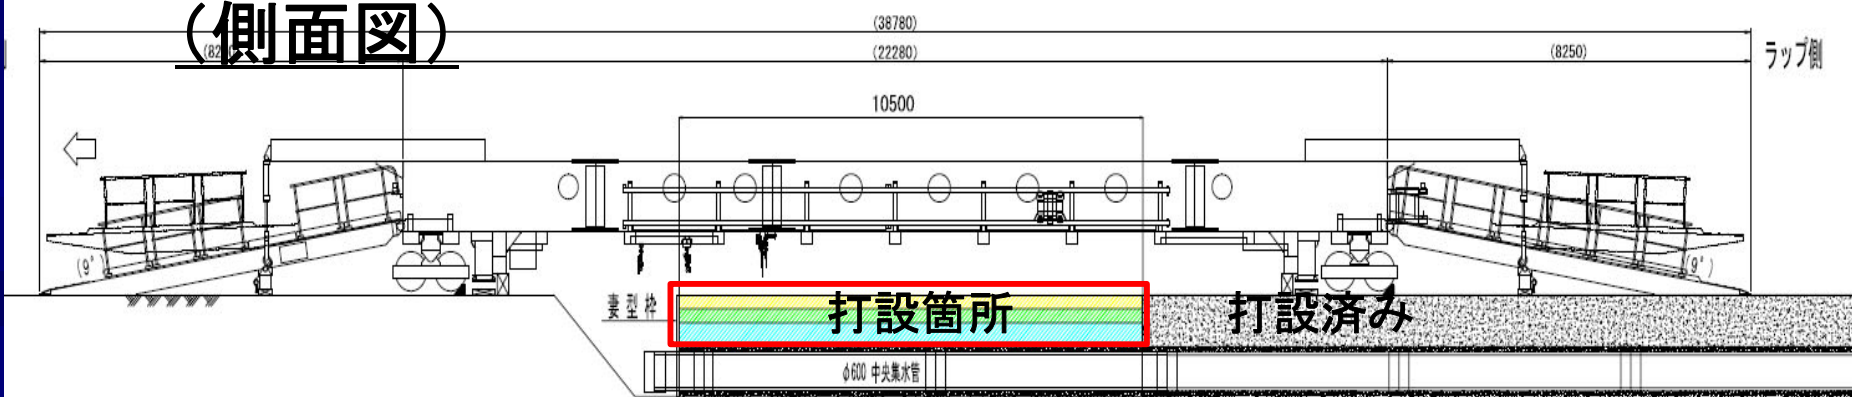 (側面図)
(38780)
(22280)
(8250)
ラップ側
10500
(9°)
(9°)
妻型枠
打設箇所
打設済み
φ600 中央集水管